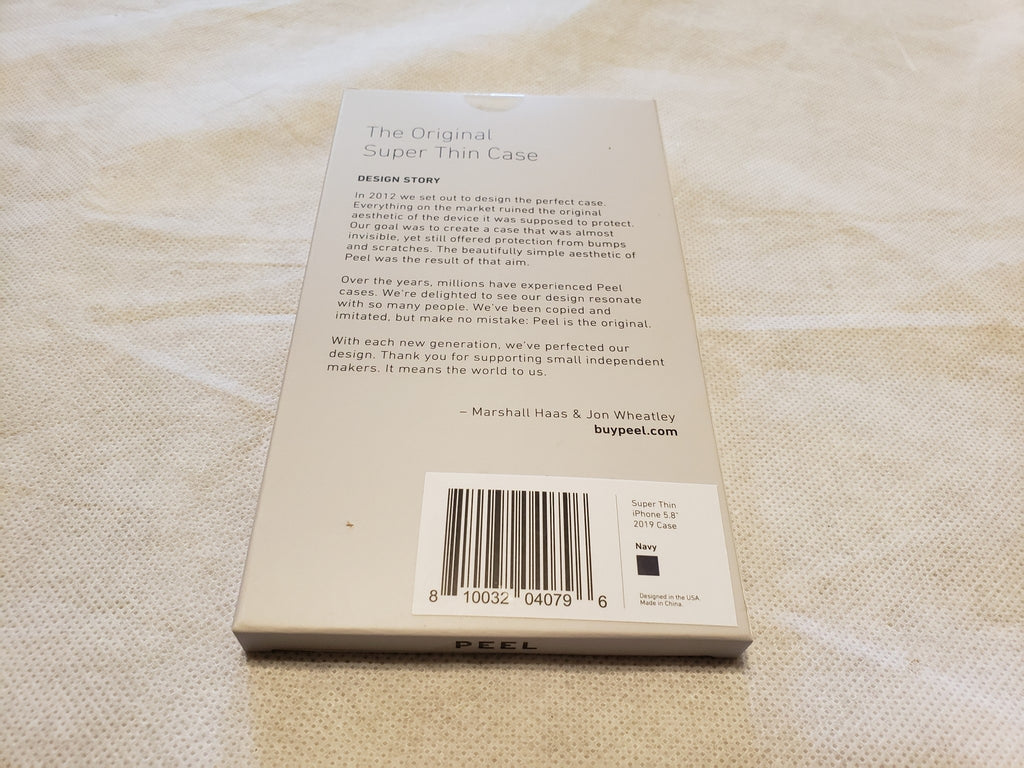 The Original
Super Thin Case
DESIGN STORY
In 2012 we set out to design the perfect case.
Everything on the market ruined the original
aesthetic of the device it was supposed to protect.
Our goal was to create a case that was almost
invisible, yet still offered protection from bumps
and scratches. The beautifully simple aesthetic of
Peel was the result of that aim.
Over the years, millions have experienced Peel
cases. We're delighted to see our design resonate
with so many people. We've been copied and
imitated, but make no mistake: Peel is the original.
With each new generation, we've perfected our
design. Thank you for supporting small independent
makers. It means the world to us.
– Marshall Haas & Jon Wheatley
buypeel.com
Super Thin
iPhone 5.8"
2019 Case
Navy
Designed in the USA.
Made in China.
8 10032 04079 6
PEEL